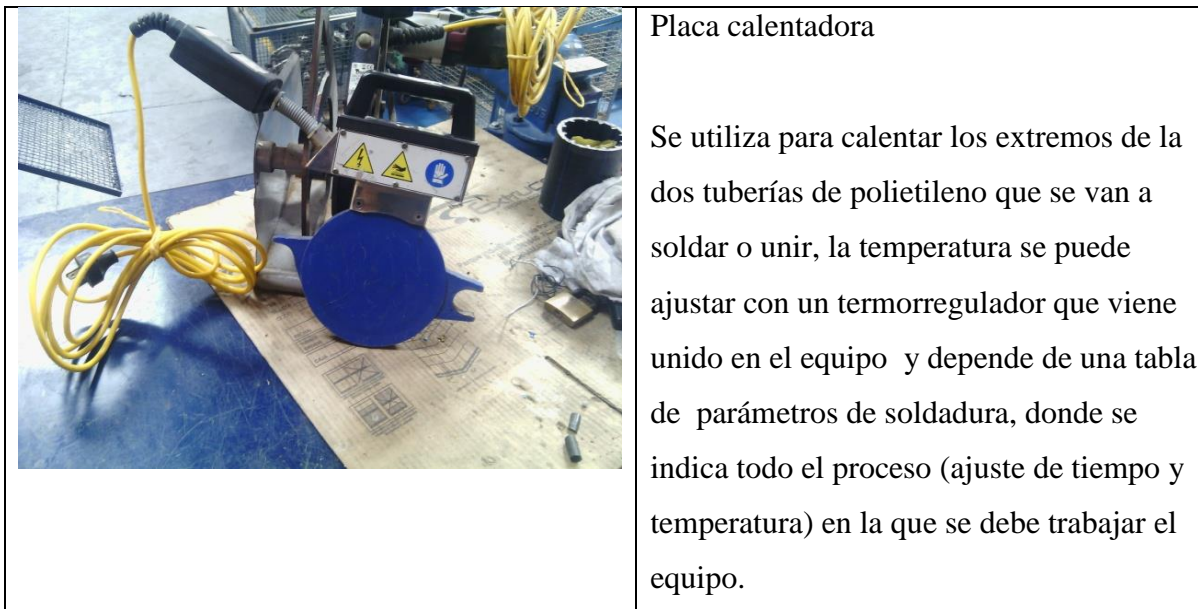 Placa calentadora
Se utiliza para calentar los extremos de la
dos tuberías de polietileno que se van a
soldar o unir, la temperatura se puede
ajustar con un termorregulador que viene
unido en el equipo  y depende de una tabla
de  parámetros de soldadura, donde se
indica todo el proceso (ajuste de tiempo y
temperatura) en la que se debe trabajar el
equipo.